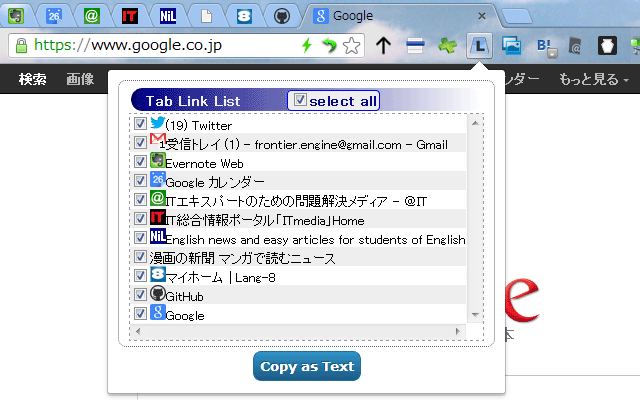 26
@
IT
NiL
8
g Google
https://www.google.co.jp
L
B!
検索 画像 ンダー もっと見る
Tab Link List select all
(19) Twitter
1受信トレイ (1) - frontier.engine@gmail.com - Gmail
Evernote Web
26 Google カレンダー
@ ITエキスパートのための問題解決メディア - @IT
IT IT総合情報ポータル「ITmedia」Home
NiL English news and easy articles for students of English
漫画の新聞 マンガで読むニュース
8 マイホーム | Lang-8
GitHub
g Google
e
本
Copy as Text